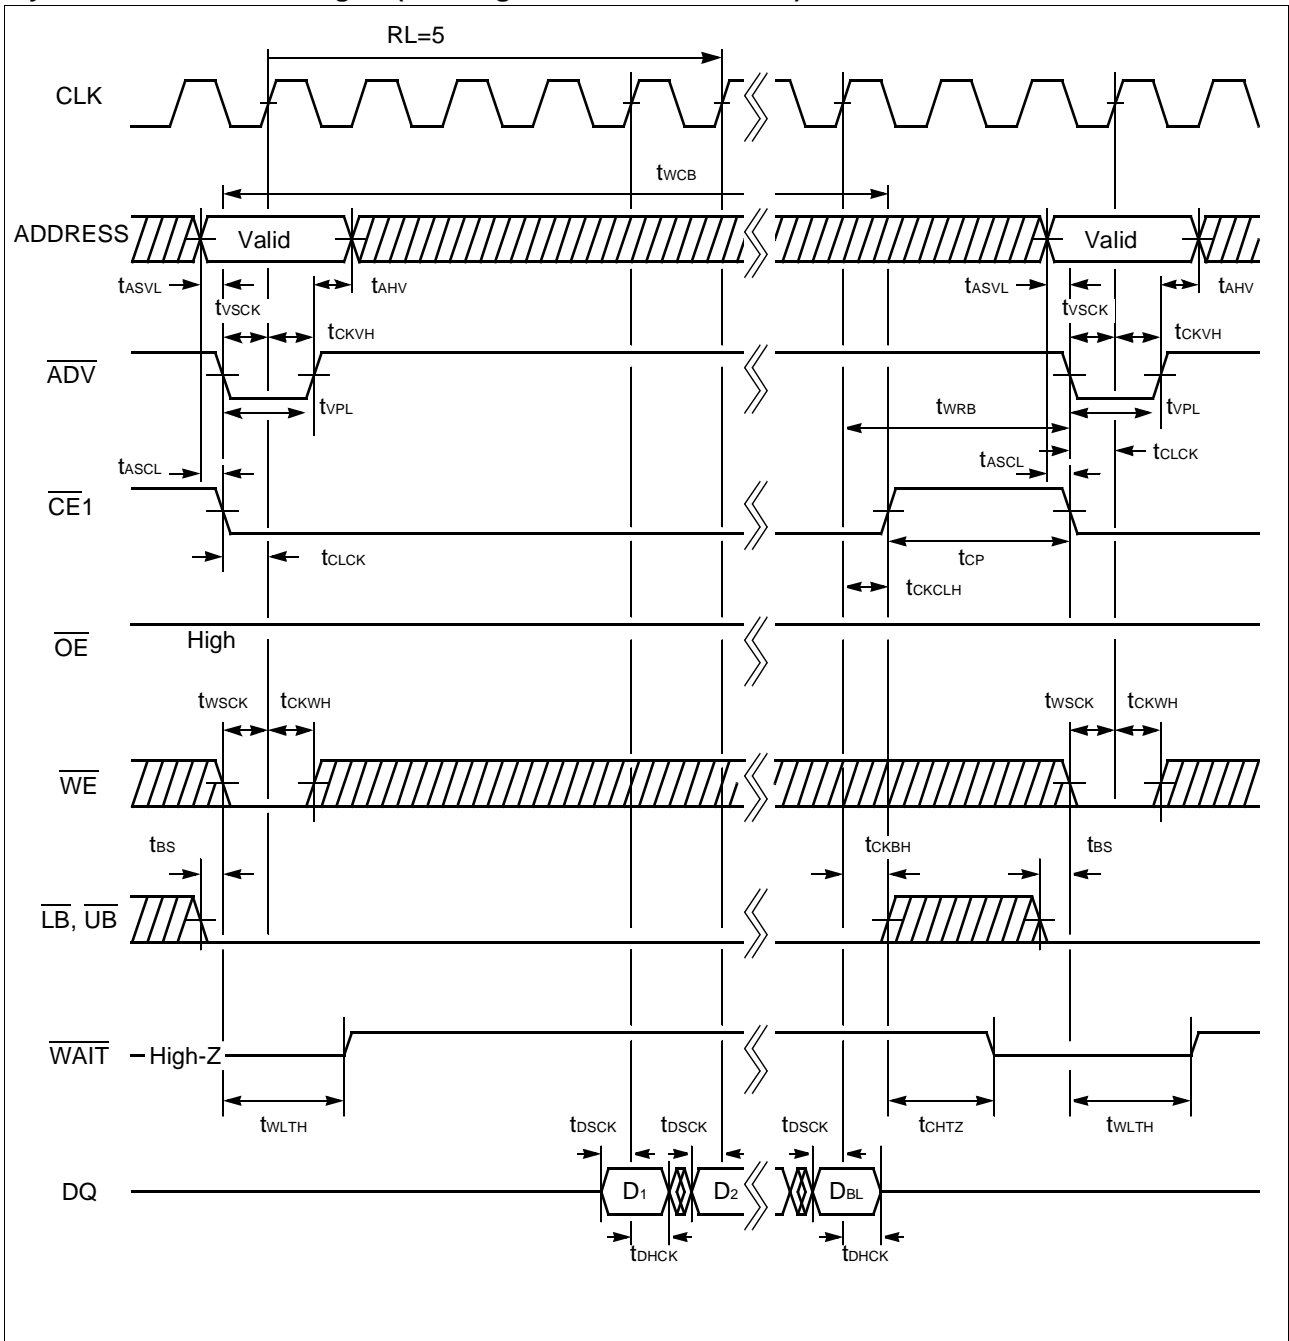 RL=5
CLK
tWCB
ADDRESS
Valid
Valid
tASVL
tAHV
tASVL
tAHV
tVSCK
tVSCK
tCKVH
tCKVH
ADV
tVPL
tWRB
tVPL
tASCL
tASCL
tCLCK
CE1
tCLCK
tCP
tCKCLH
OE
High
tWSCK
tCKWH
tWSCK
tCKWH
WE
tBS
tCKBH
tBS
LB, UB
WAIT
High-Z
tWLTH
tDSCK
tDSCK
tDSCK
tCHTZ
tWLTH
DQ
D1
D2
DBL
tDHCK
tDHCK